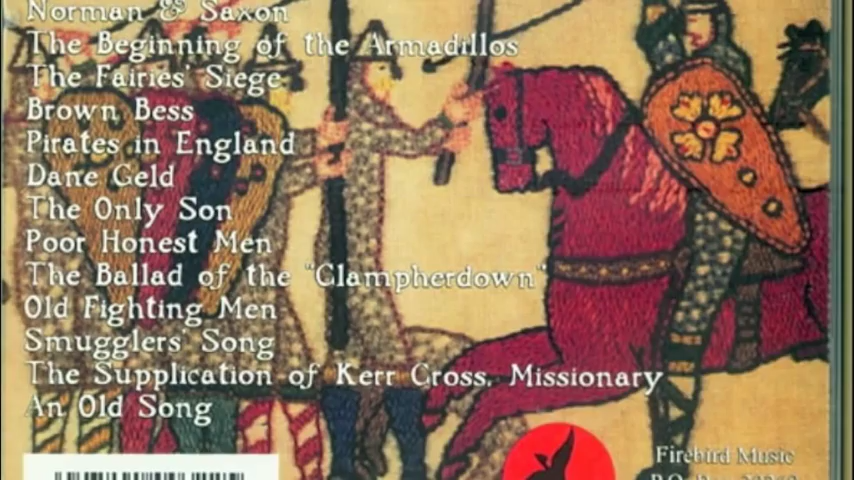 Norman & Saxon
The Beginning of the Armadillos
The Fairies' Siege
Brown Bess
Pirates in England
Dane Geld
The Only Son
Poor Honest Men
The Ballad of the "Clampherdown"
Old Fighting Men
Smugglers' Song
The Supplication of Kerr Cross, Missionary
An Old Song
Firebird Music
P.O. Box